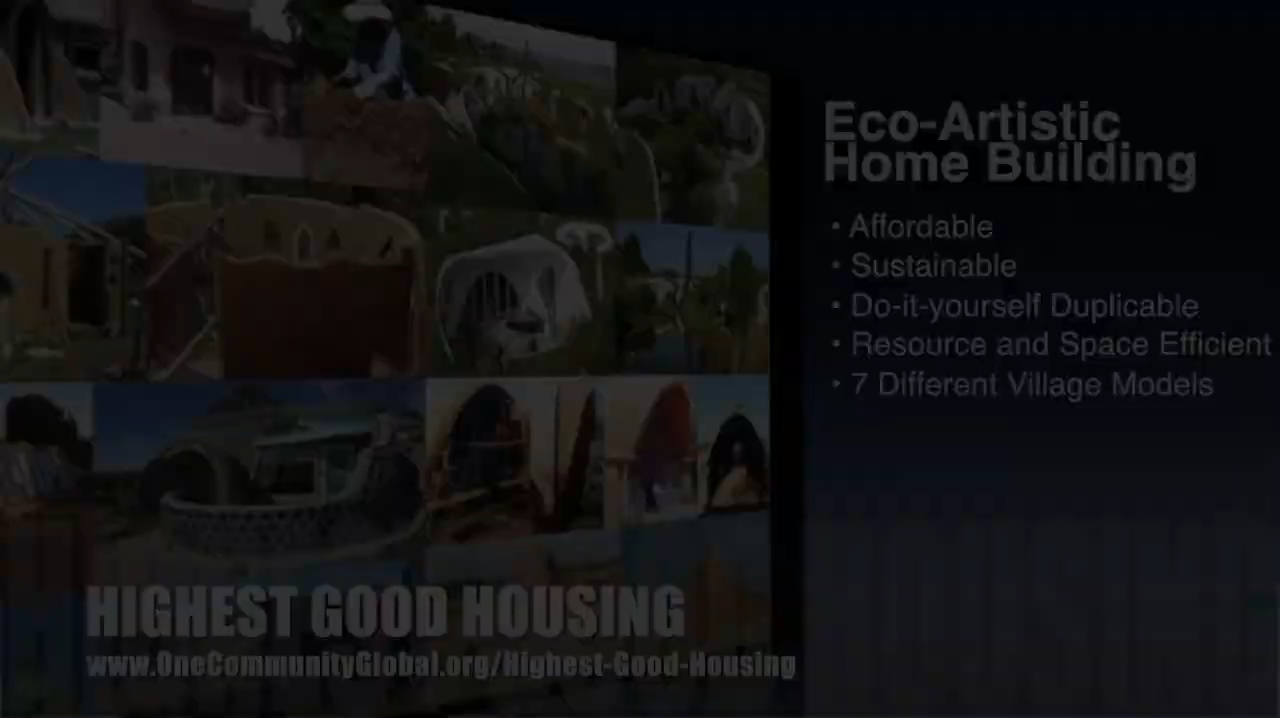 Eco-Artistic
Home Building
• Affordable
• Sustainable
• Do-it-yourself Duplicable
• Resource and Space Efficient
• 7 Different Village Models
HIGHEST GOOD HOUSING
www.OneCommunityGlobal.org/Highest-Good-Housing